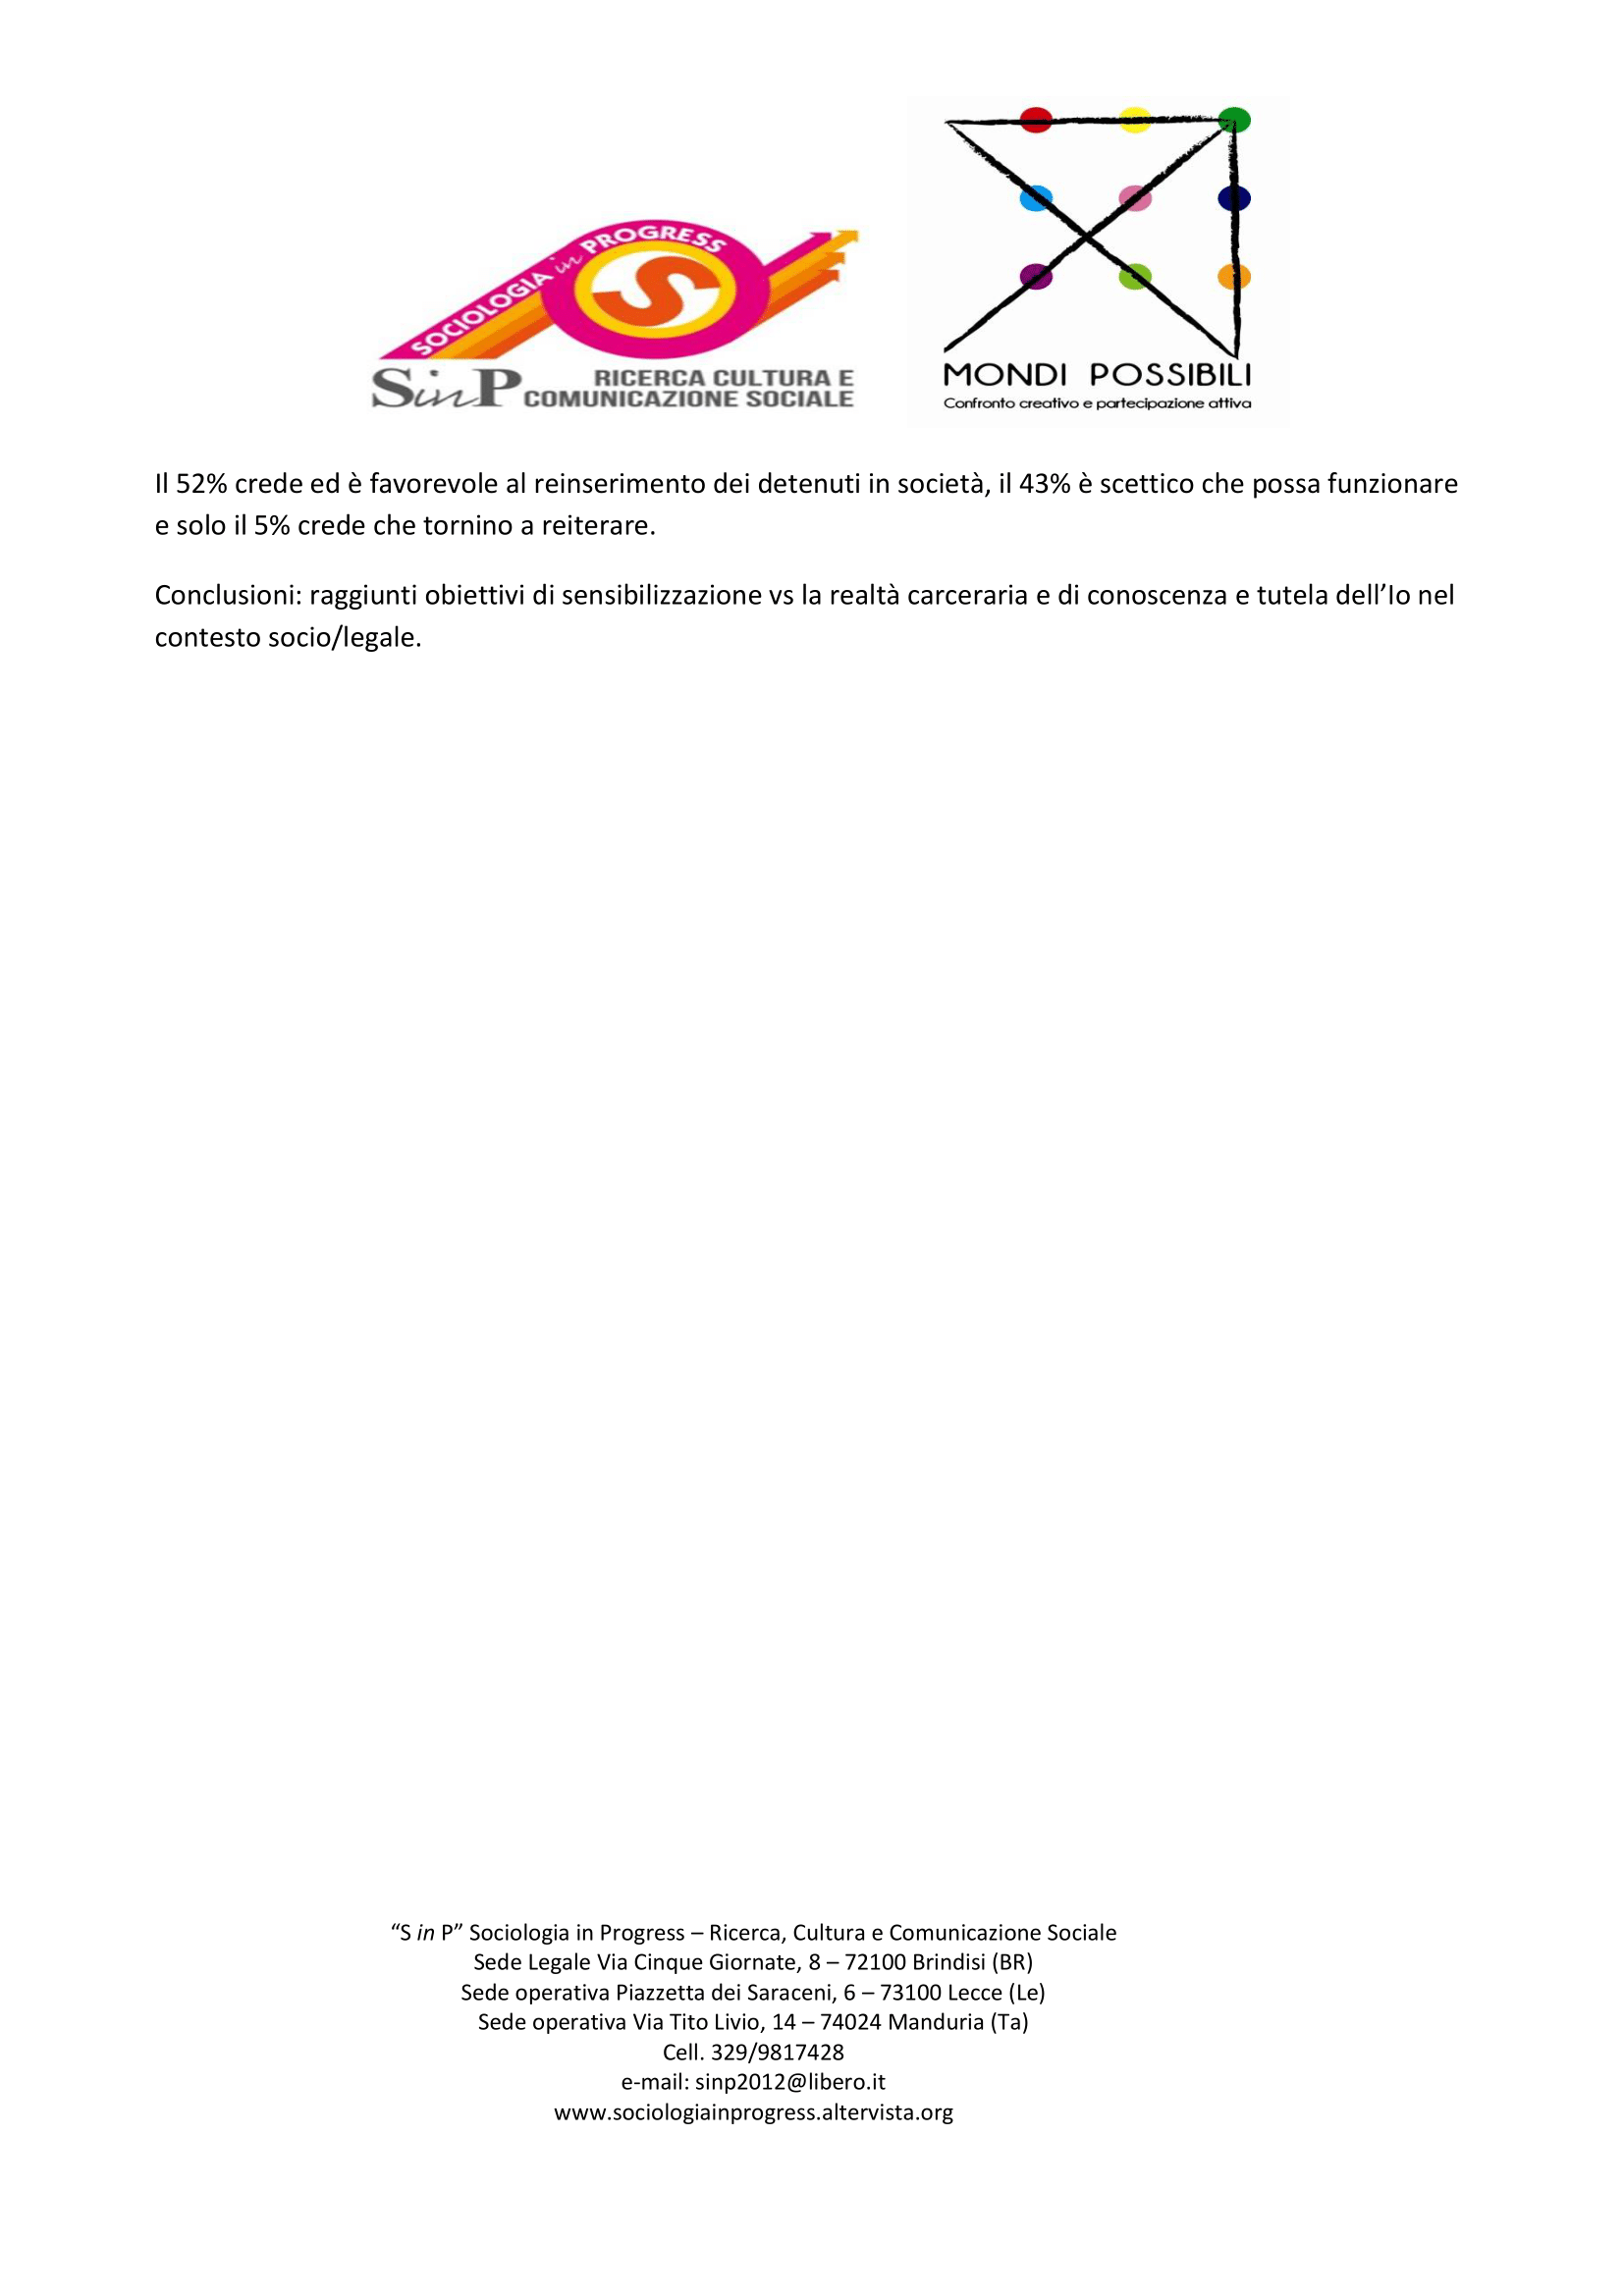 SOCIOLOGIA in PROGRESS
S
SinP
RICERCA CULTURA E
COMUNICAZIONE SOCIALE
MONDI POSSIBILI
Confronto creativo e partecipazione attiva
Il 52% crede ed è favorevole al reinserimento dei detenuti in società, il 43% è scettico che possa funzionare
e solo il 5% crede che tornino a reiterare.
Conclusioni: raggiunti obiettivi di sensibilizzazione vs la realtà carceraria e di conoscenza e tutela dell’Io nel
contesto socio/legale.
“S in P” Sociologia in Progress – Ricerca, Cultura e Comunicazione Sociale
Sede Legale Via Cinque Giornate, 8 – 72100 Brindisi (BR)
Sede operativa Piazzetta dei Saraceni, 6 – 73100 Lecce (Le)
Sede operativa Via Tito Livio, 14 – 74024 Manduria (Ta)
Cell. 329/9817428
e-mail: sinp2012@libero.it
www.sociologiainprogress.altervista.org